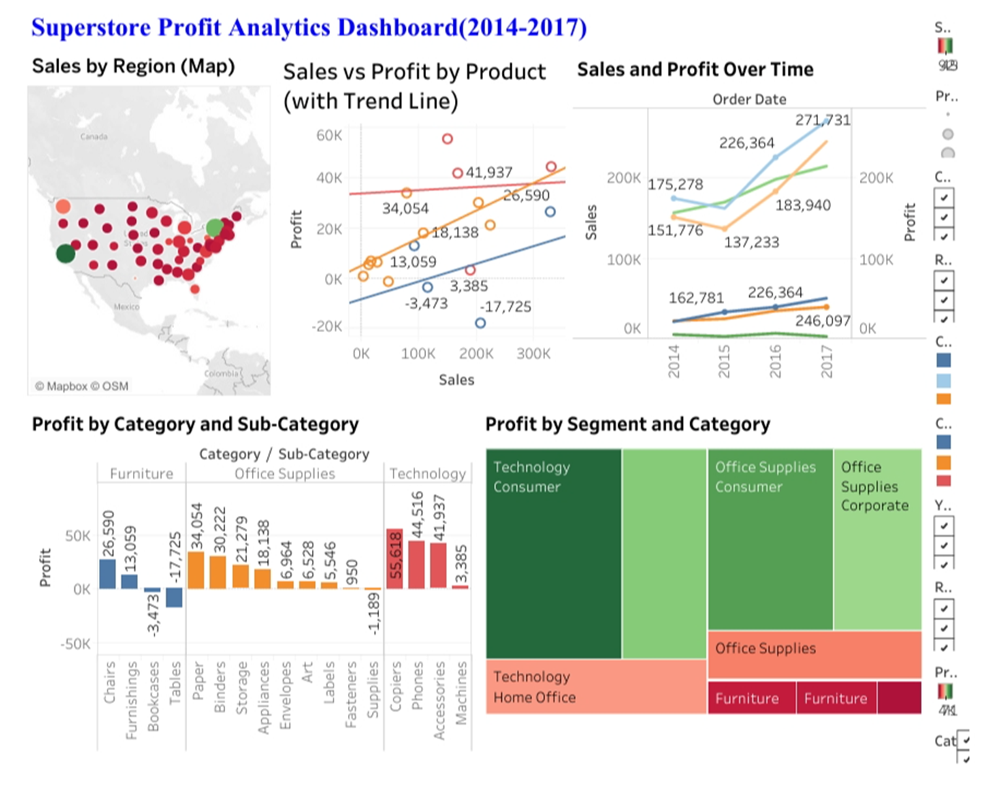 Superstore Profit Analytics Dashboard(2014-2017)
Sales by Region (Map)
Canada
Mexico
Colombia
© Mapbox © OSM
Sales vs Profit by Product
(with Trend Line)
60K
40K
20K
0K
-20K
Profit
41,937
26,590
34,054
18,138
13,059
3,385
-3,473
-17,725
0K
100K
200K
300K
Sales
Sales and Profit Over Time
Order Date
271,731
226,364
175,278
183,940
151,776
137,233
162,781
226,364
246,097
200K
100K
0K
Sales
200K
100K
0K
Profit
2014
2015
2016
2017
Profit by Category and Sub-Category
Category / Sub-Category
Furniture
Office Supplies
Technology
50K
0K
-50K
Profit
26,590
13,059
-3,473
-17,725
34,054
30,222
21,279
18,138
6,964
6,528
5,546
950
-1,189
55,618
44,516
41,937
3,385
Chairs
Furnishings
Bookcases
Tables
Paper
Binders
Storage
Appliances
Envelopes
Art
Labels
Fasteners
Supplies
Copiers
Phones
Accessories
Machines
Profit by Segment and Category
Technology
Consumer
Technology
Home Office
Office Supplies
Consumer
Office
Supplies
Corporate
Office Supplies
Furniture
Furniture
S..
Pr..
C..
R..
C..
C..
Y..
R..
Pr..
Cat